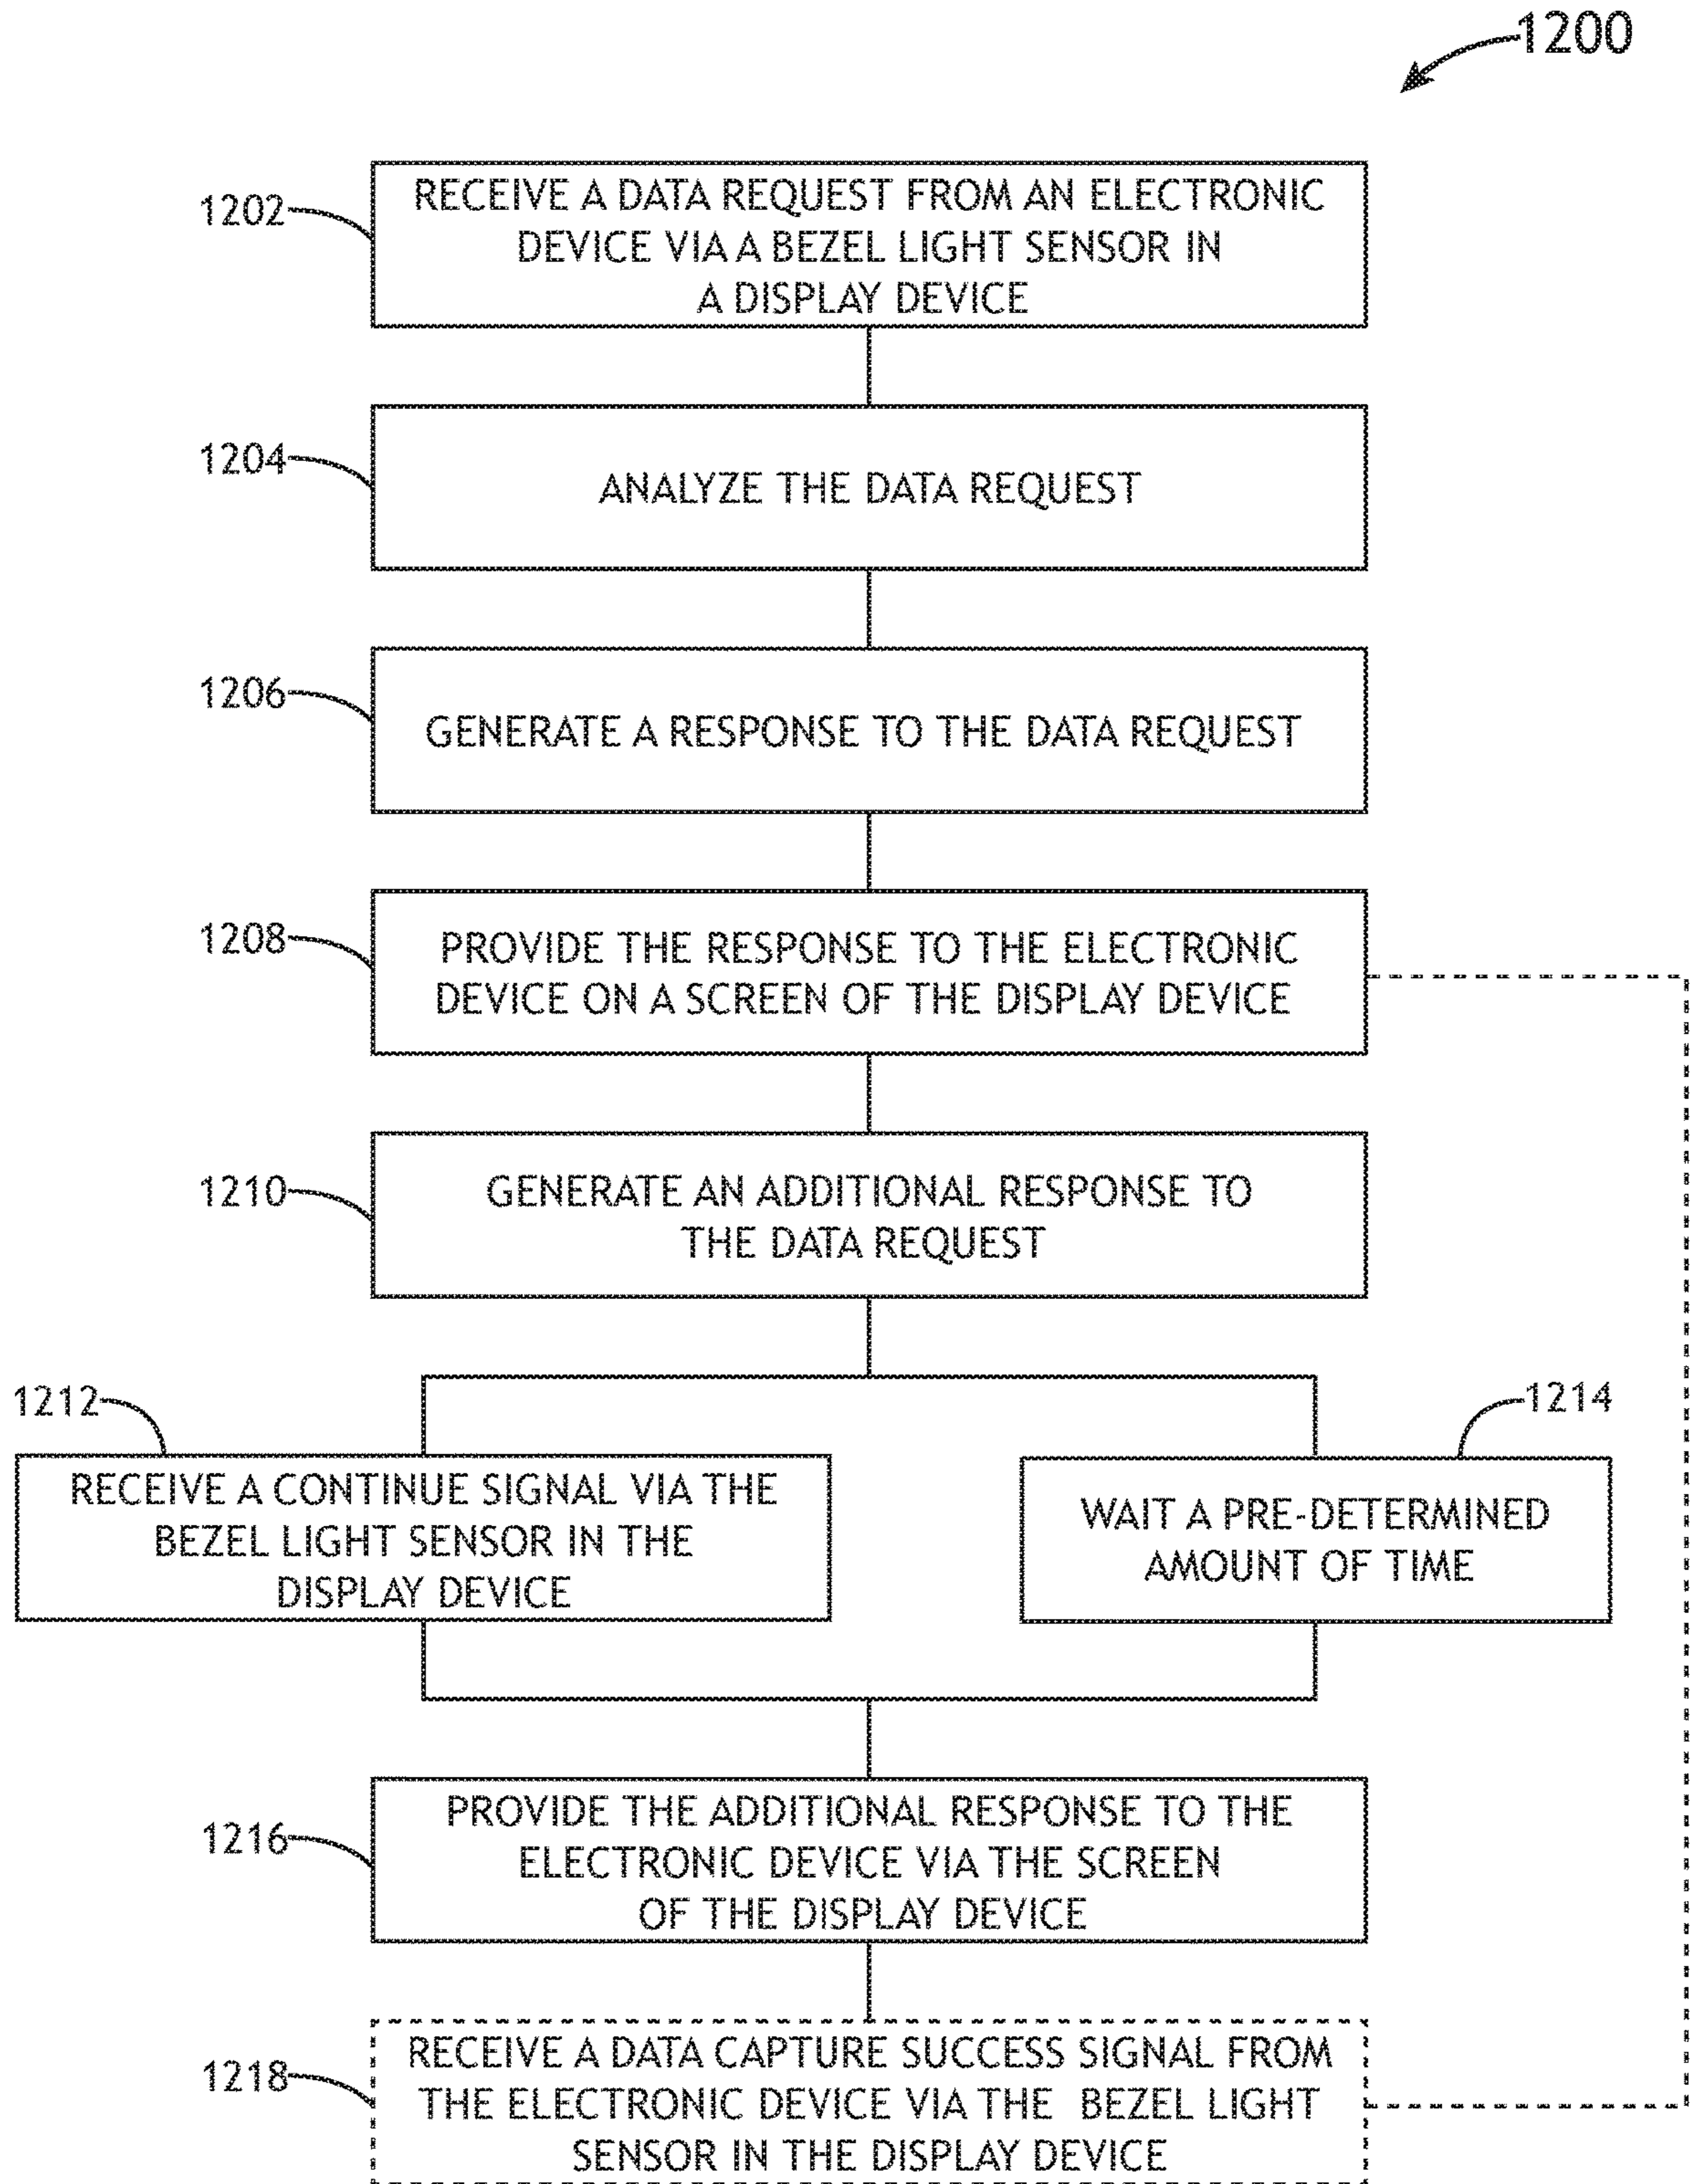 1200
1202
RECEIVE A DATA REQUEST FROM AN ELECTRONIC
DEVICE VIA A BEZEL LIGHT SENSOR IN
A DISPLAY DEVICE
1204
ANALYZE THE DATA REQUEST
1206
GENERATE A RESPONSE TO THE DATA REQUEST
1208
PROVIDE THE RESPONSE TO THE ELECTRONIC
DEVICE ON A SCREEN OF THE DISPLAY DEVICE
1210
GENERATE AN ADDITIONAL RESPONSE TO
THE DATA REQUEST
1212
RECEIVE A CONTINUE SIGNAL VIA THE
BEZEL LIGHT SENSOR IN THE
DISPLAY DEVICE
1214
WAIT A PRE-DETERMINED
AMOUNT OF TIME
1216
PROVIDE THE ADDITIONAL RESPONSE TO THE
ELECTRONIC DEVICE VIA THE SCREEN
OF THE DISPLAY DEVICE
1218
RECEIVE A DATA CAPTURE SUCCESS SIGNAL FROM
THE ELECTRONIC DEVICE VIA THE BEZEL LIGHT
SENSOR IN THE DISPLAY DEVICE